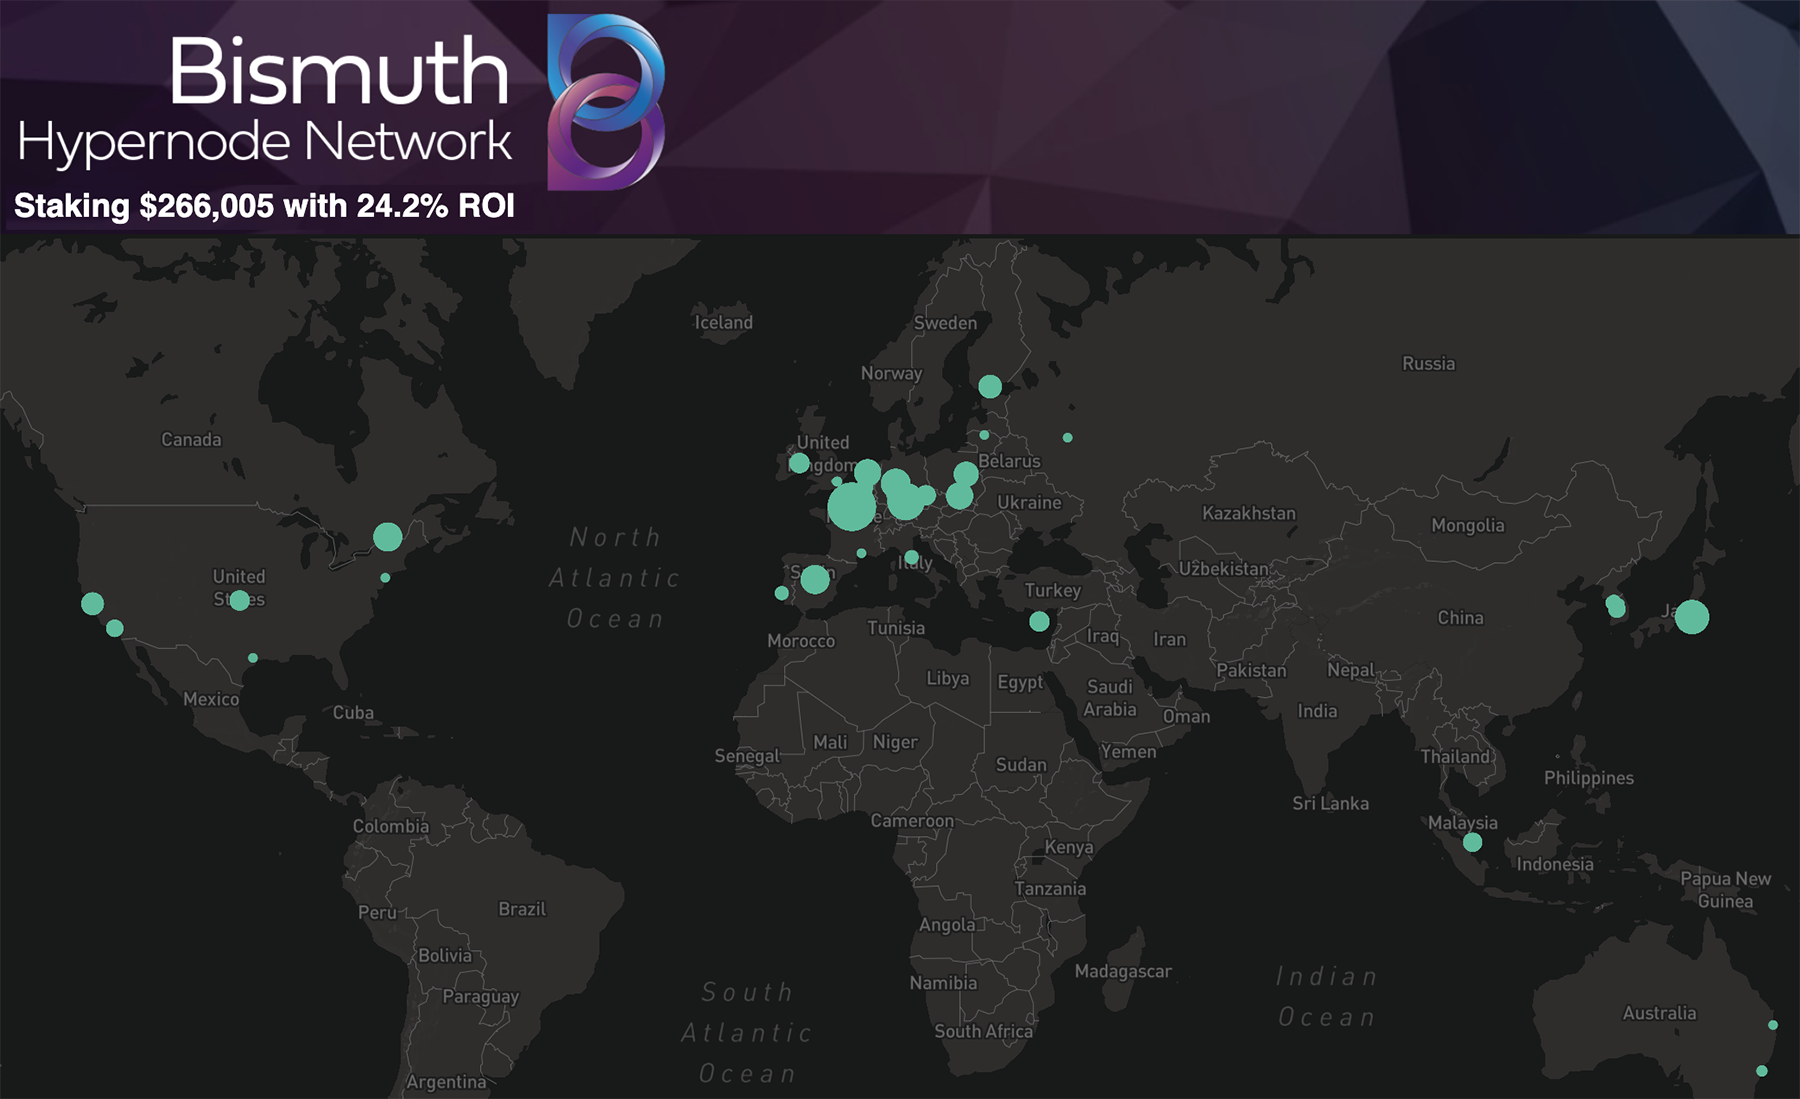 Bismuth
Hypernode Network
Staking $266,005 with 24.2% ROI
Iceland
Sweden
Russia
Norway
Canada
United
Kingdom
Belarus
Ukraine
Kazakhstan
Mongolia
North
Atlantic
Ocean
Italy
Spain
Uzbekistan
United
States
Turkey
China
Japan
Tunisia
Morocco
Iraq
Iran
Pakistan
Nepal
Libya
Egypt
Saudi
Arabia
Mexico
Cuba
Oman
India
Mali
Niger
Yemen
Senegal
Sudan
Thailand
Philippines
Sri Lanka
Colombia
Cameroon
Malaysia
Kenya
Indonesia
Tanzania
Papua New
Guinea
Peru
Brazil
Angola
Bolivia
Madagascar
Namibia
Indian
Ocean
South
Atlantic
Ocean
Paraguay
South Africa
Australia
Argentina